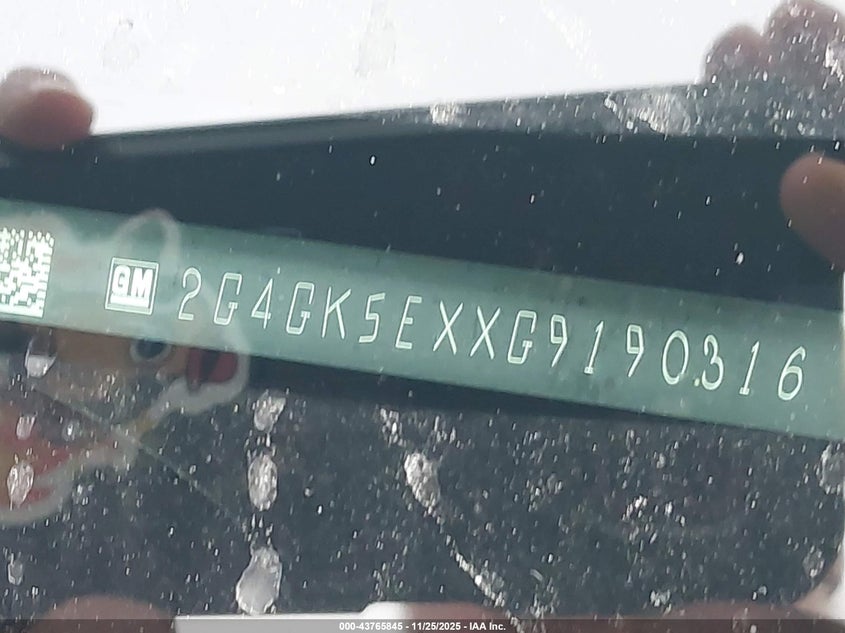 GM 2G4GK5EXXG9190316
000-43765845 - 11/25/2025 - IAA Inc.